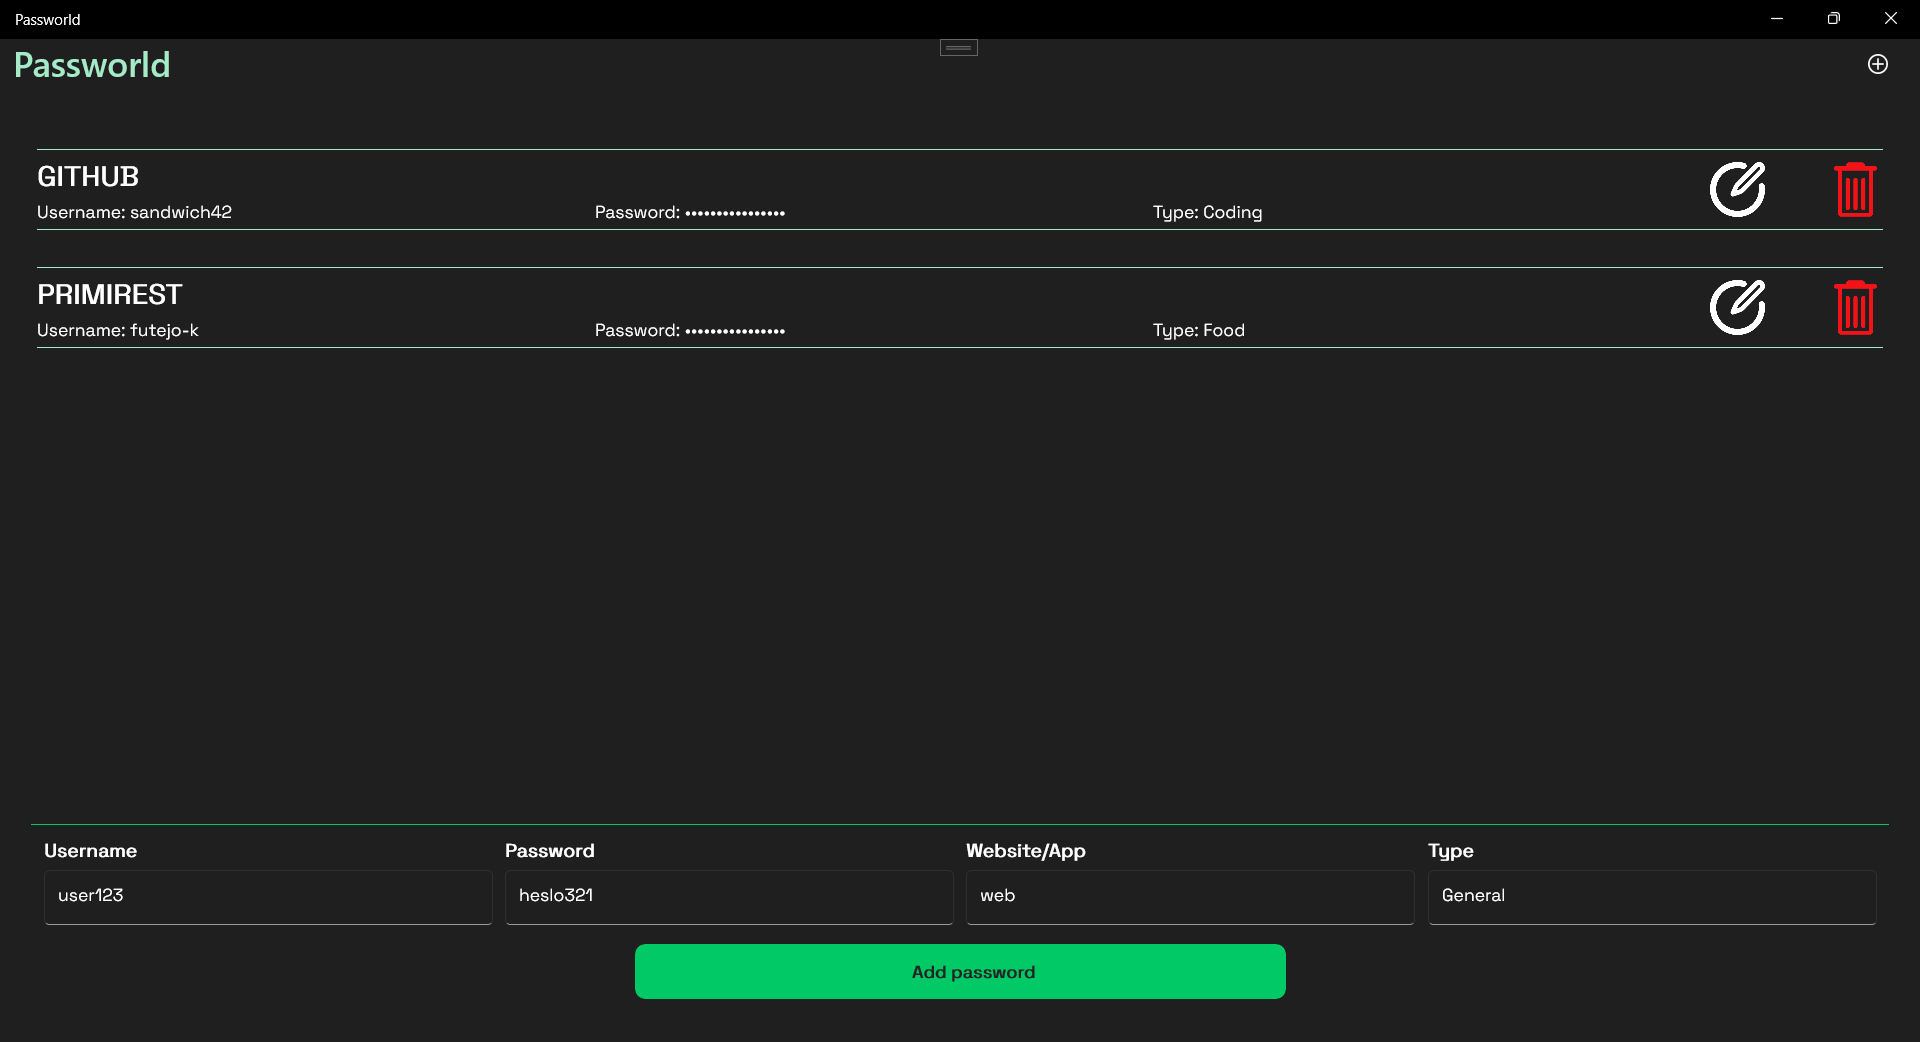 Passworld
Passworld
GITHUB
Username: sandwich42 Password: •••••••••••••••• Type: Coding
PRIMIREST
Username: futejo-k Password: •••••••••••••••• Type: Food
Username Password Website/App Type
user123 heslo321 web General
Add password